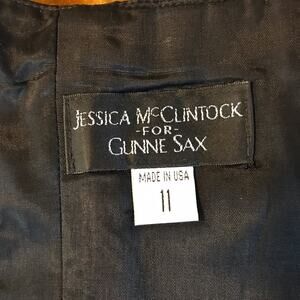 JESSICA McCLINTOCK
-FOR-
GUNNE SAX
MADE IN USA
11